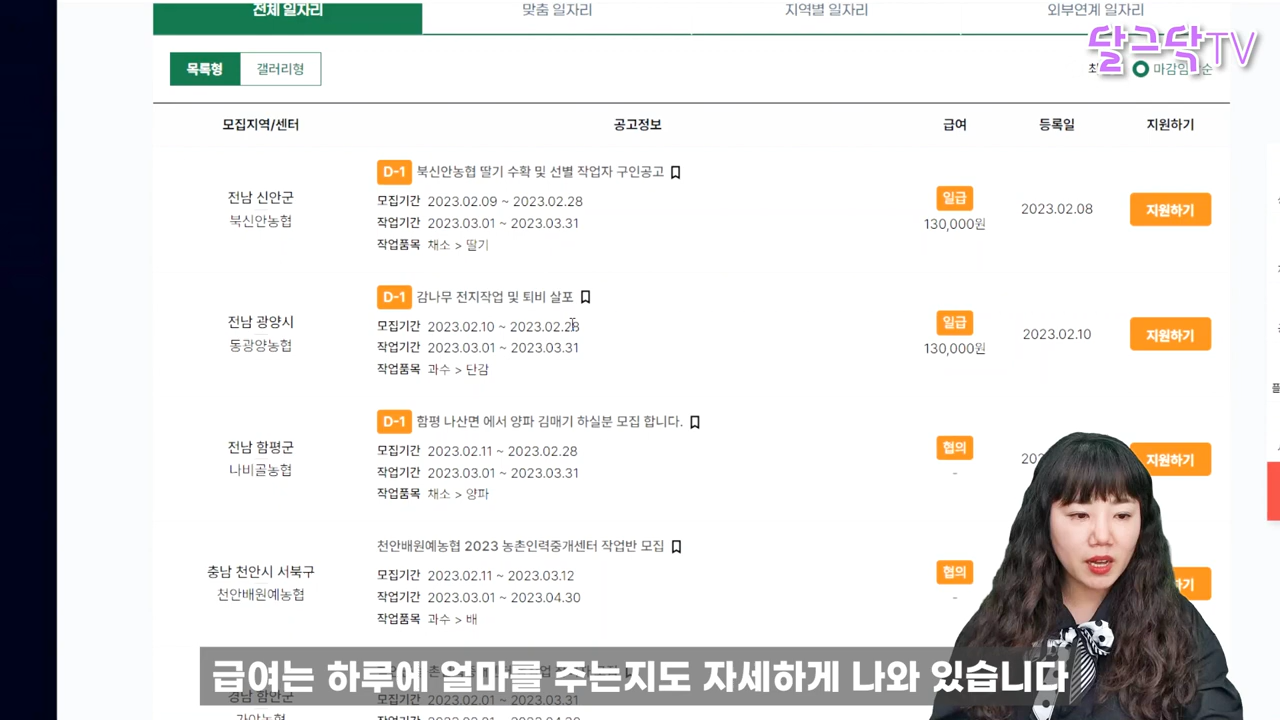 전체 일자리
맞춤 일자리
지역별 일자리
외부연계 일자리
달극닥TV
목록형
갤러리형
모집지역/센터
공고정보
급여
등록일
지원하기
전남 신안군
북신안농협
D-1 북신안농협 딸기 수확 및 선별 작업자 구인공고
모집기간 2023.02.09 ~ 2023.02.28
작업기간 2023.03.01 ~ 2023.03.31
작업품목 채소 > 딸기
일급
130,000원
2023.02.08
지원하기
전남 광양시
동광양농협
D-1 감나무 전지작업 및 퇴비 살포
모집기간 2023.02.10 ~ 2023.02.28
작업기간 2023.03.01 ~ 2023.03.31
작업품목 과수 > 단감
일급
130,000원
2023.02.10
지원하기
전남 함평군
나비골농협
D-1 함평 나산면 에서 양파 김매기 하실분 모집 합니다.
모집기간 2023.02.11 ~ 2023.02.28
작업기간 2023.03.01 ~ 2023.03.31
작업품목 채소 > 양파
협의
-
지원하기
충남 천안시 서북구
천안배원예농협
천안배원예농협 2023 농촌인력중개센터 작업반 모집
모집기간 2023.02.11 ~ 2023.03.12
작업기간 2023.03.01 ~ 2023.04.30
작업품목 과수 > 배
협의
-
급여는 하루에 얼마를 주는지도 자세하게 나와 있습니다
경남 함안군